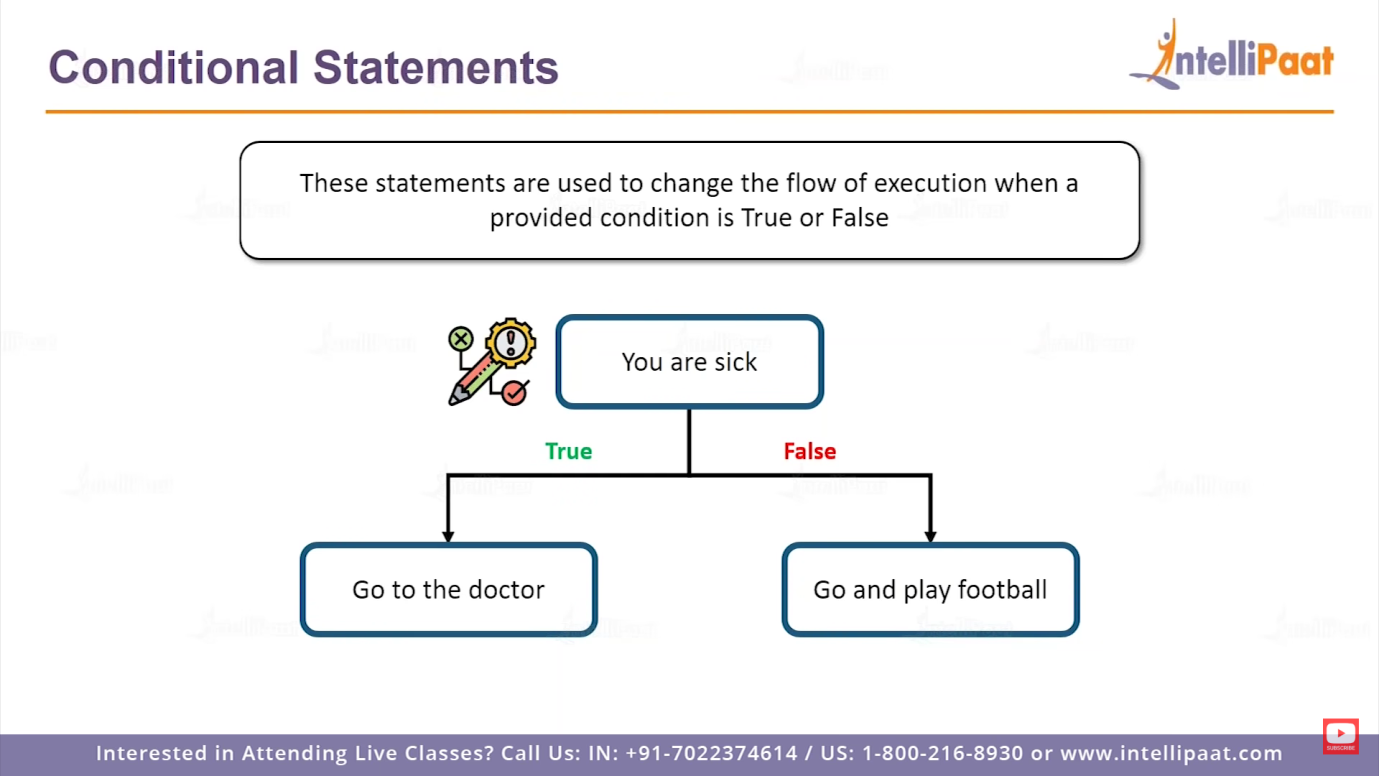 Conditional Statements
IntelliPaat
These statements are used to change the flow of execution when a
provided condition is True or False
You are sick
True
False
Go to the doctor
Go and play football
SUBSCRIBE
Interested in Attending Live Classes? Call Us: IN: +91-7022374614 / US: 1-800-216-8930 or www.intellipaat.com